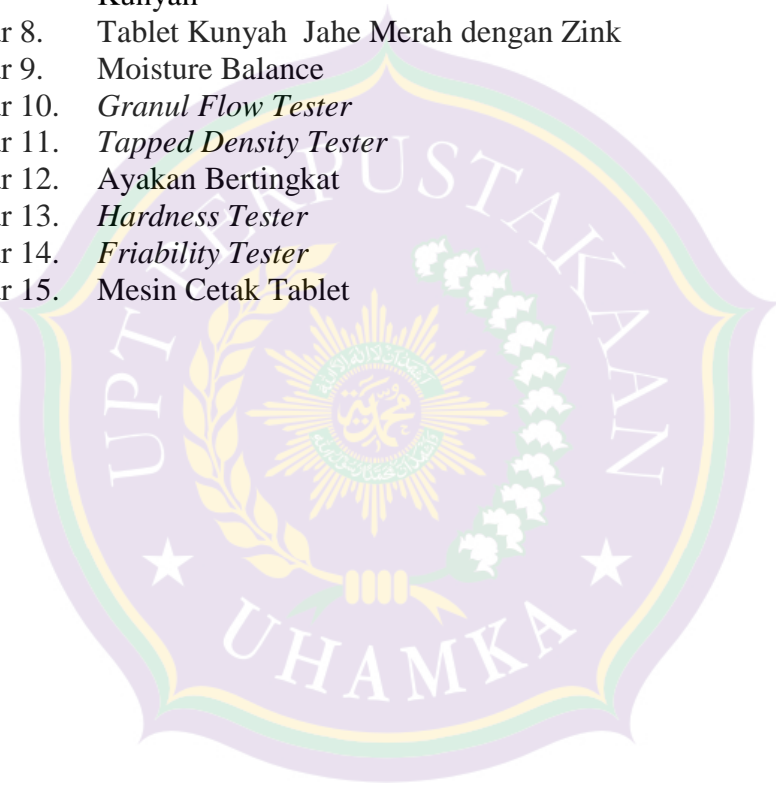 Kunyah
r 8. Tablet Kunyah Jahe Merah dengan Zink
r 9. Moisture Balance
r 10. Granul Flow Tester
r 11. Tapped Density Tester
r 12. Ayakan Bertingkat
r 13. Hardness Tester
r 14. Friability Tester
r 15. Mesin Cetak Tablet
UPT PERPUSTAKAAN
UHAMKA